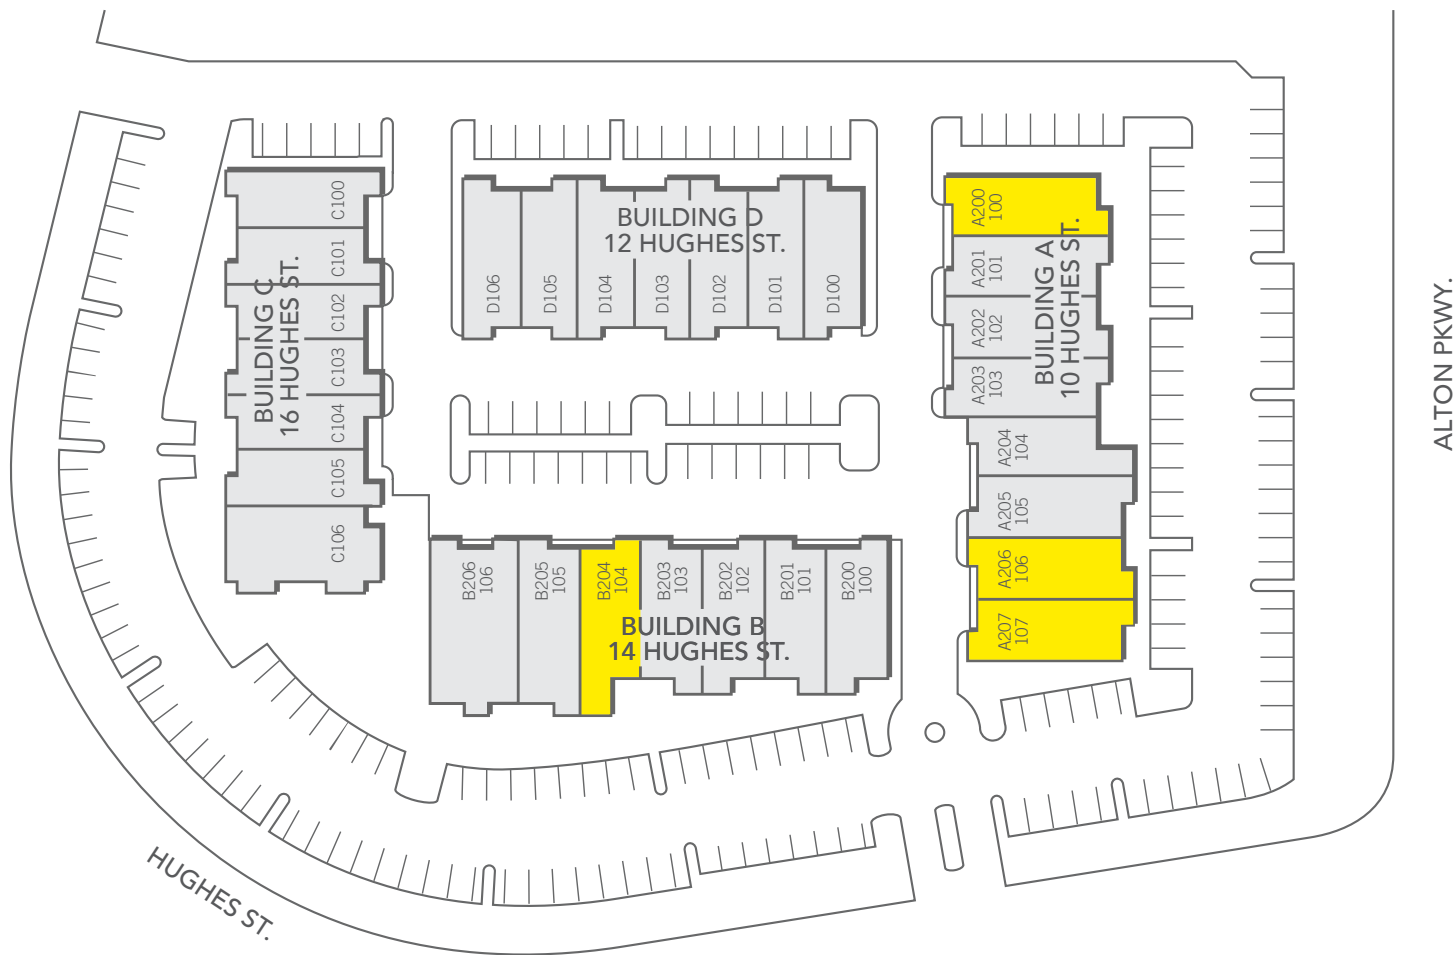 C100
C101
C102
C103
C104
C105
C106
BUILDING C
16 HUGHES ST.
BUILDING D
12 HUGHES ST.
D106
D105
D104
D103
D102
D101
D100
A200
100
A201
101
A202
102
A203
103
A204
104
A205
105
A206
106
A207
107
BUILDING A
10 HUGHES ST.
ALTON PKWY.
B206
106
B205
105
B204
104
B203
103
B202
102
B201
101
B200
100
BUILDING B
14 HUGHES ST.
HUGHES ST.